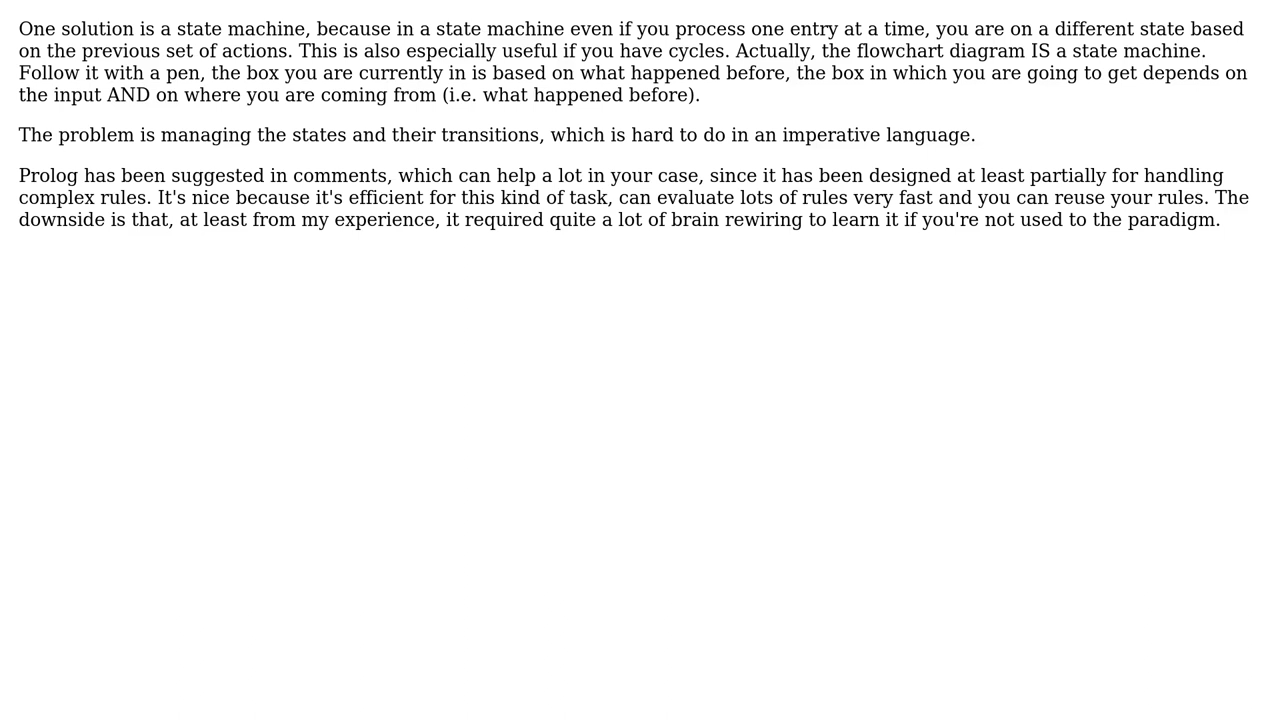 One solution is a state machine, because in a state machine even if you process one entry at a time, you are on a different state based
on the previous set of actions. This is also especially useful if you have cycles. Actually, the flowchart diagram IS a state machine.
Follow it with a pen, the box you are currently in is based on what happened before, the box in which you are going to get depends on
the input AND on where you are coming from (i.e. what happened before).
The problem is managing the states and their transitions, which is hard to do in an imperative language.
Prolog has been suggested in comments, which can help a lot in your case, since it has been designed at least partially for handling
complex rules. It's nice because it's efficient for this kind of task, can evaluate lots of rules very fast and you can reuse your rules. The
downside is that, at least from my experience, it required quite a lot of brain rewiring to learn it if you're not used to the paradigm.